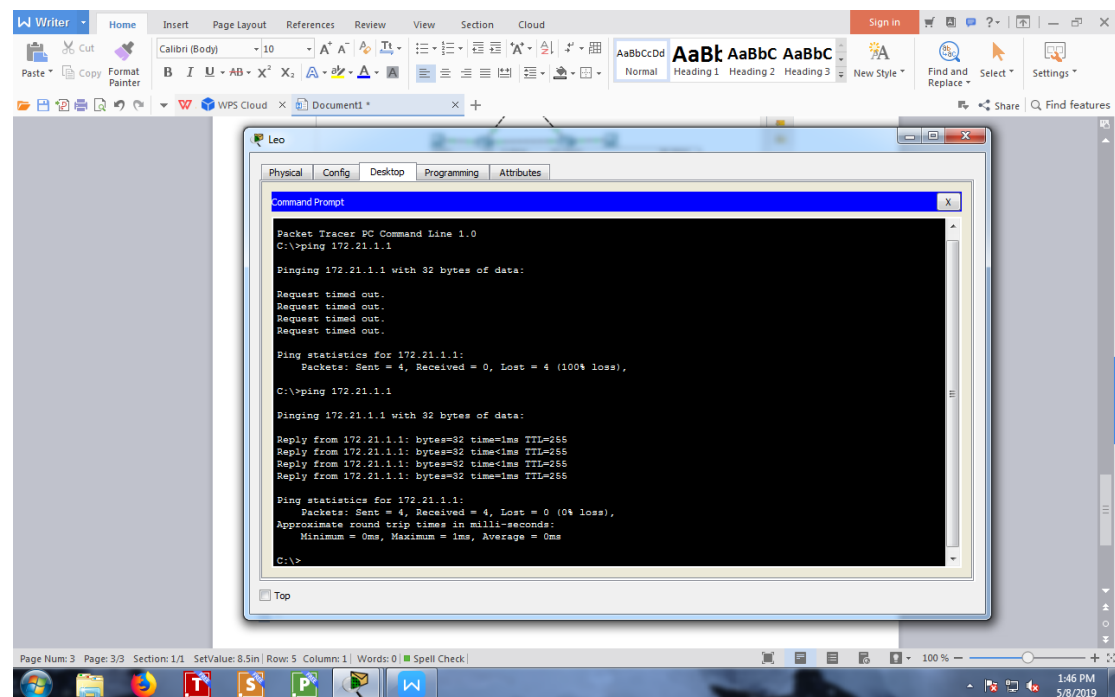 Writer
Home Insert Page Layout References Review View Section Cloud
Sign in
Paste Cut Copy Format Painter
Calibri (Body) 10
B I U AB X² X₂ A A A
AaBbCcDd Normal
AaBb Heading 1
AaBbC Heading 2
AaBbC Heading 3
New Style
Find and Replace
Select
Settings
WPS Cloud Document1 *
Share Find features
Leo
Physical Config Desktop Programming Attributes
Command Prompt X
Packet Tracer PC Command Line 1.0
C:\>ping 172.21.1.1
Pinging 172.21.1.1 with 32 bytes of data:
Request timed out.
Request timed out.
Request timed out.
Request timed out.
Ping statistics for 172.21.1.1:
Packets: Sent = 4, Received = 0, Lost = 4 (100% loss),
C:\>ping 172.21.1.1
Pinging 172.21.1.1 with 32 bytes of data:
Reply from 172.21.1.1: bytes=32 time=1ms TTL=255
Reply from 172.21.1.1: bytes=32 time<1ms TTL=255
Reply from 172.21.1.1: bytes=32 time<1ms TTL=255
Reply from 172.21.1.1: bytes=32 time=1ms TTL=255
Ping statistics for 172.21.1.1:
Packets: Sent = 4, Received = 4, Lost = 0 (0% loss),
Approximate round trip times in milli-seconds:
Minimum = 0ms, Maximum = 1ms, Average = 0ms
C:\>
Top
Page Num: 3 Page: 3/3 Section: 1/1 SetValue: 8.5in Row: 5 Column: 1 Words: 0 Spell Check 100 %
1:46 PM
5/8/2019